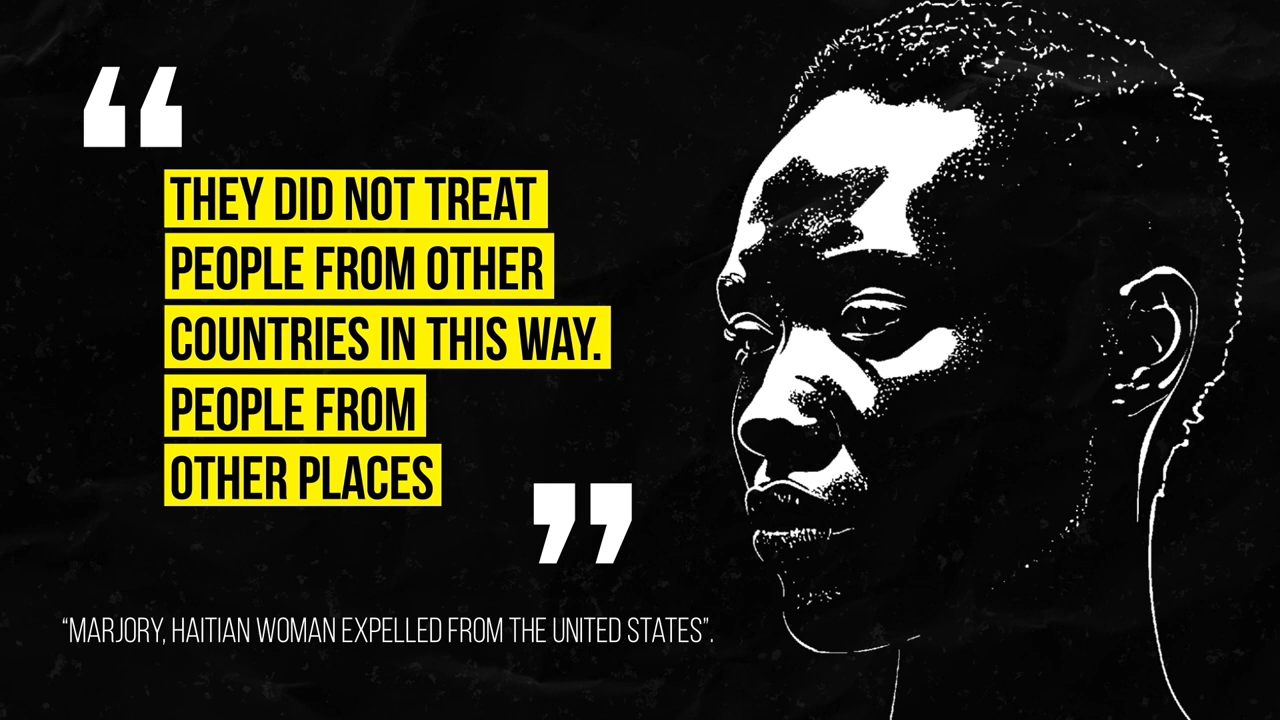 “
THEY DID NOT TREAT
PEOPLE FROM OTHER
COUNTRIES IN THIS WAY.
PEOPLE FROM
OTHER PLACES
”
“MARJORY, HAITIAN WOMAN EXPELLED FROM THE UNITED STATES”.